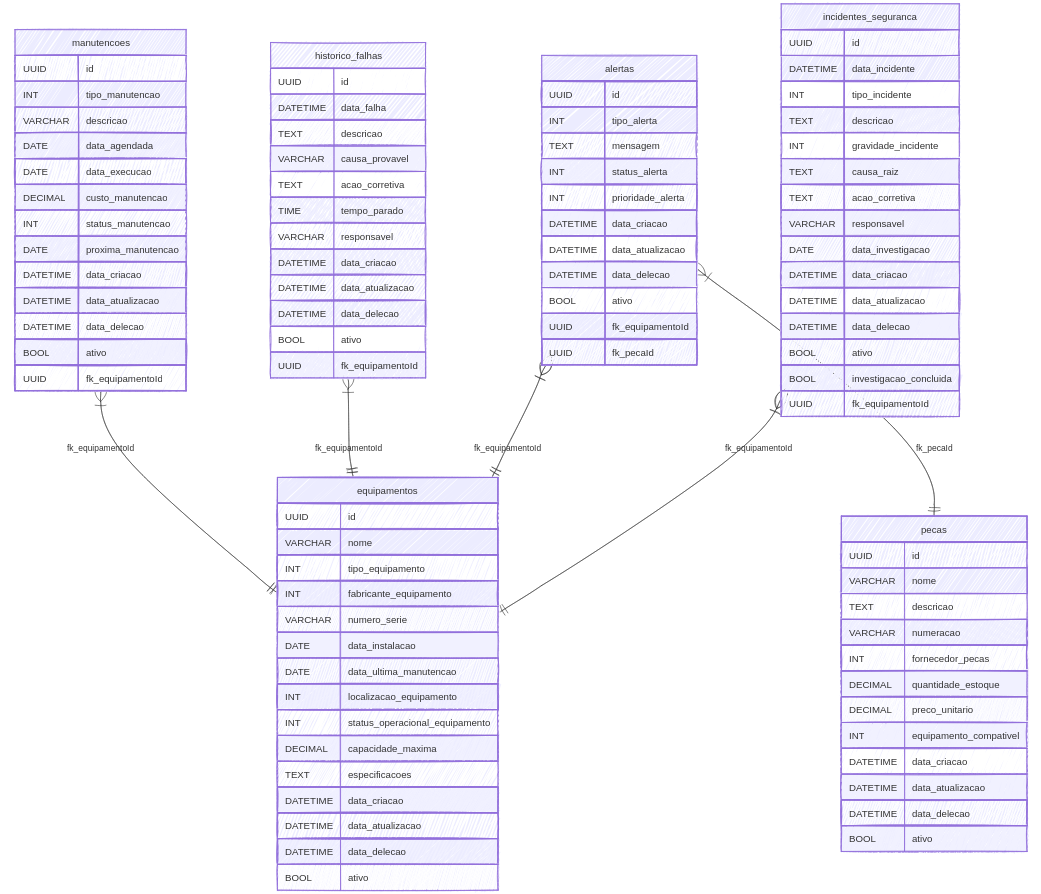 manutencoes
UUID id
INT tipo_manutencao
VARCHAR descricao
DATE data_agendada
DATE data_execucao
DECIMAL custo_manutencao
INT status_manutencao
DATE proxima_manutencao
DATETIME data_criacao
DATETIME data_atualizacao
DATETIME data_delecao
BOOL ativo
UUID fk_equipamentoId
historico_falhas
UUID id
DATETIME data_falha
TEXT descricao
VARCHAR causa_provavel
TEXT acao_corretiva
TIME tempo_parado
VARCHAR responsavel
DATETIME data_criacao
DATETIME data_atualizacao
DATETIME data_delecao
BOOL ativo
UUID fk_equipamentoId
alertas
UUID id
INT tipo_alerta
TEXT mensagem
INT status_alerta
INT prioridade_alerta
DATETIME data_criacao
DATETIME data_atualizacao
DATETIME data_delecao
BOOL ativo
UUID fk_equipamentoId
UUID fk_pecaId
incidentes_seguranca
UUID id
DATETIME data_incidente
INT tipo_incidente
TEXT descricao
INT gravidade_incidente
TEXT causa_raiz
TEXT acao_corretiva
VARCHAR responsavel
DATE data_investigacao
DATETIME data_criacao
DATETIME data_atualizacao
DATETIME data_delecao
BOOL ativo
BOOL investigacao_concluida
UUID fk_equipamentoId
fk_equipamentoId
fk_equipamentoId
fk_equipamentoId
fk_equipamentoId
fk_pecaId
equipamentos
UUID id
VARCHAR nome
INT tipo_equipamento
INT fabricante_equipamento
VARCHAR numero_serie
DATE data_instalacao
DATE data_ultima_manutencao
INT localizacao_equipamento
INT status_operacional_equipamento
DECIMAL capacidade_maxima
TEXT especificacoes
DATETIME data_criacao
DATETIME data_atualizacao
DATETIME data_delecao
BOOL ativo
pecas
UUID id
VARCHAR nome
TEXT descricao
VARCHAR numeracao
INT fornecedor_pecas
DECIMAL quantidade_estoque
DECIMAL preco_unitario
INT equipamento_compativel
DATETIME data_criacao
DATETIME data_atualizacao
DATETIME data_delecao
BOOL ativo